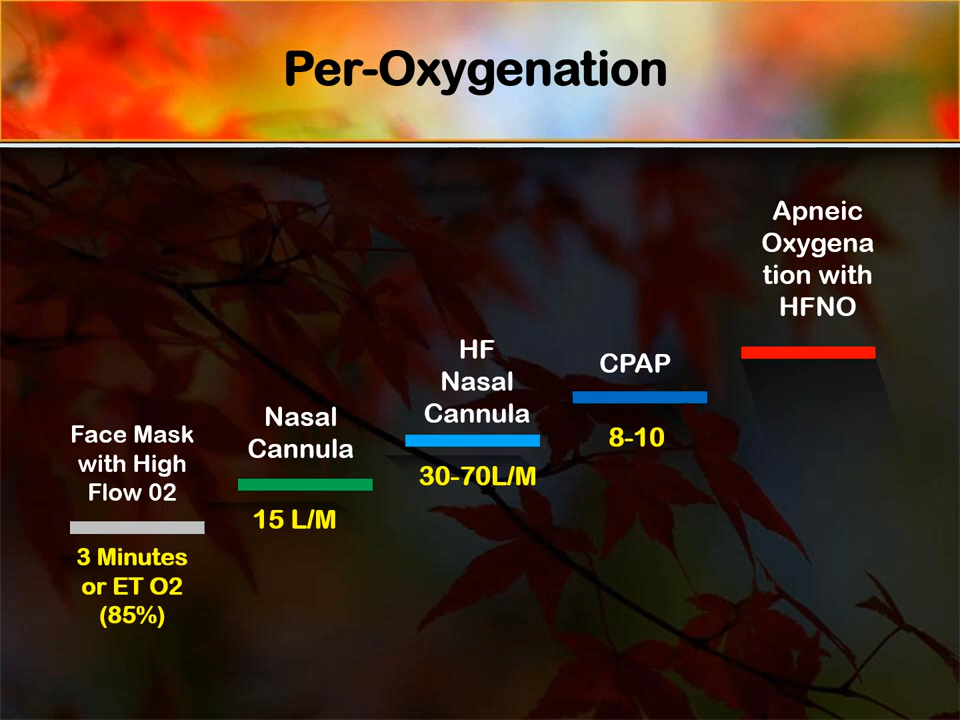 Per-Oxygenation
Face Mask
with High
Flow 02
3 Minutes
or ET O2
(85%)
Nasal
Cannula
15 L/M
HF
Nasal
Cannula
30-70L/M
CPAP
8-10
Apneic
Oxygena
tion with
HFNO